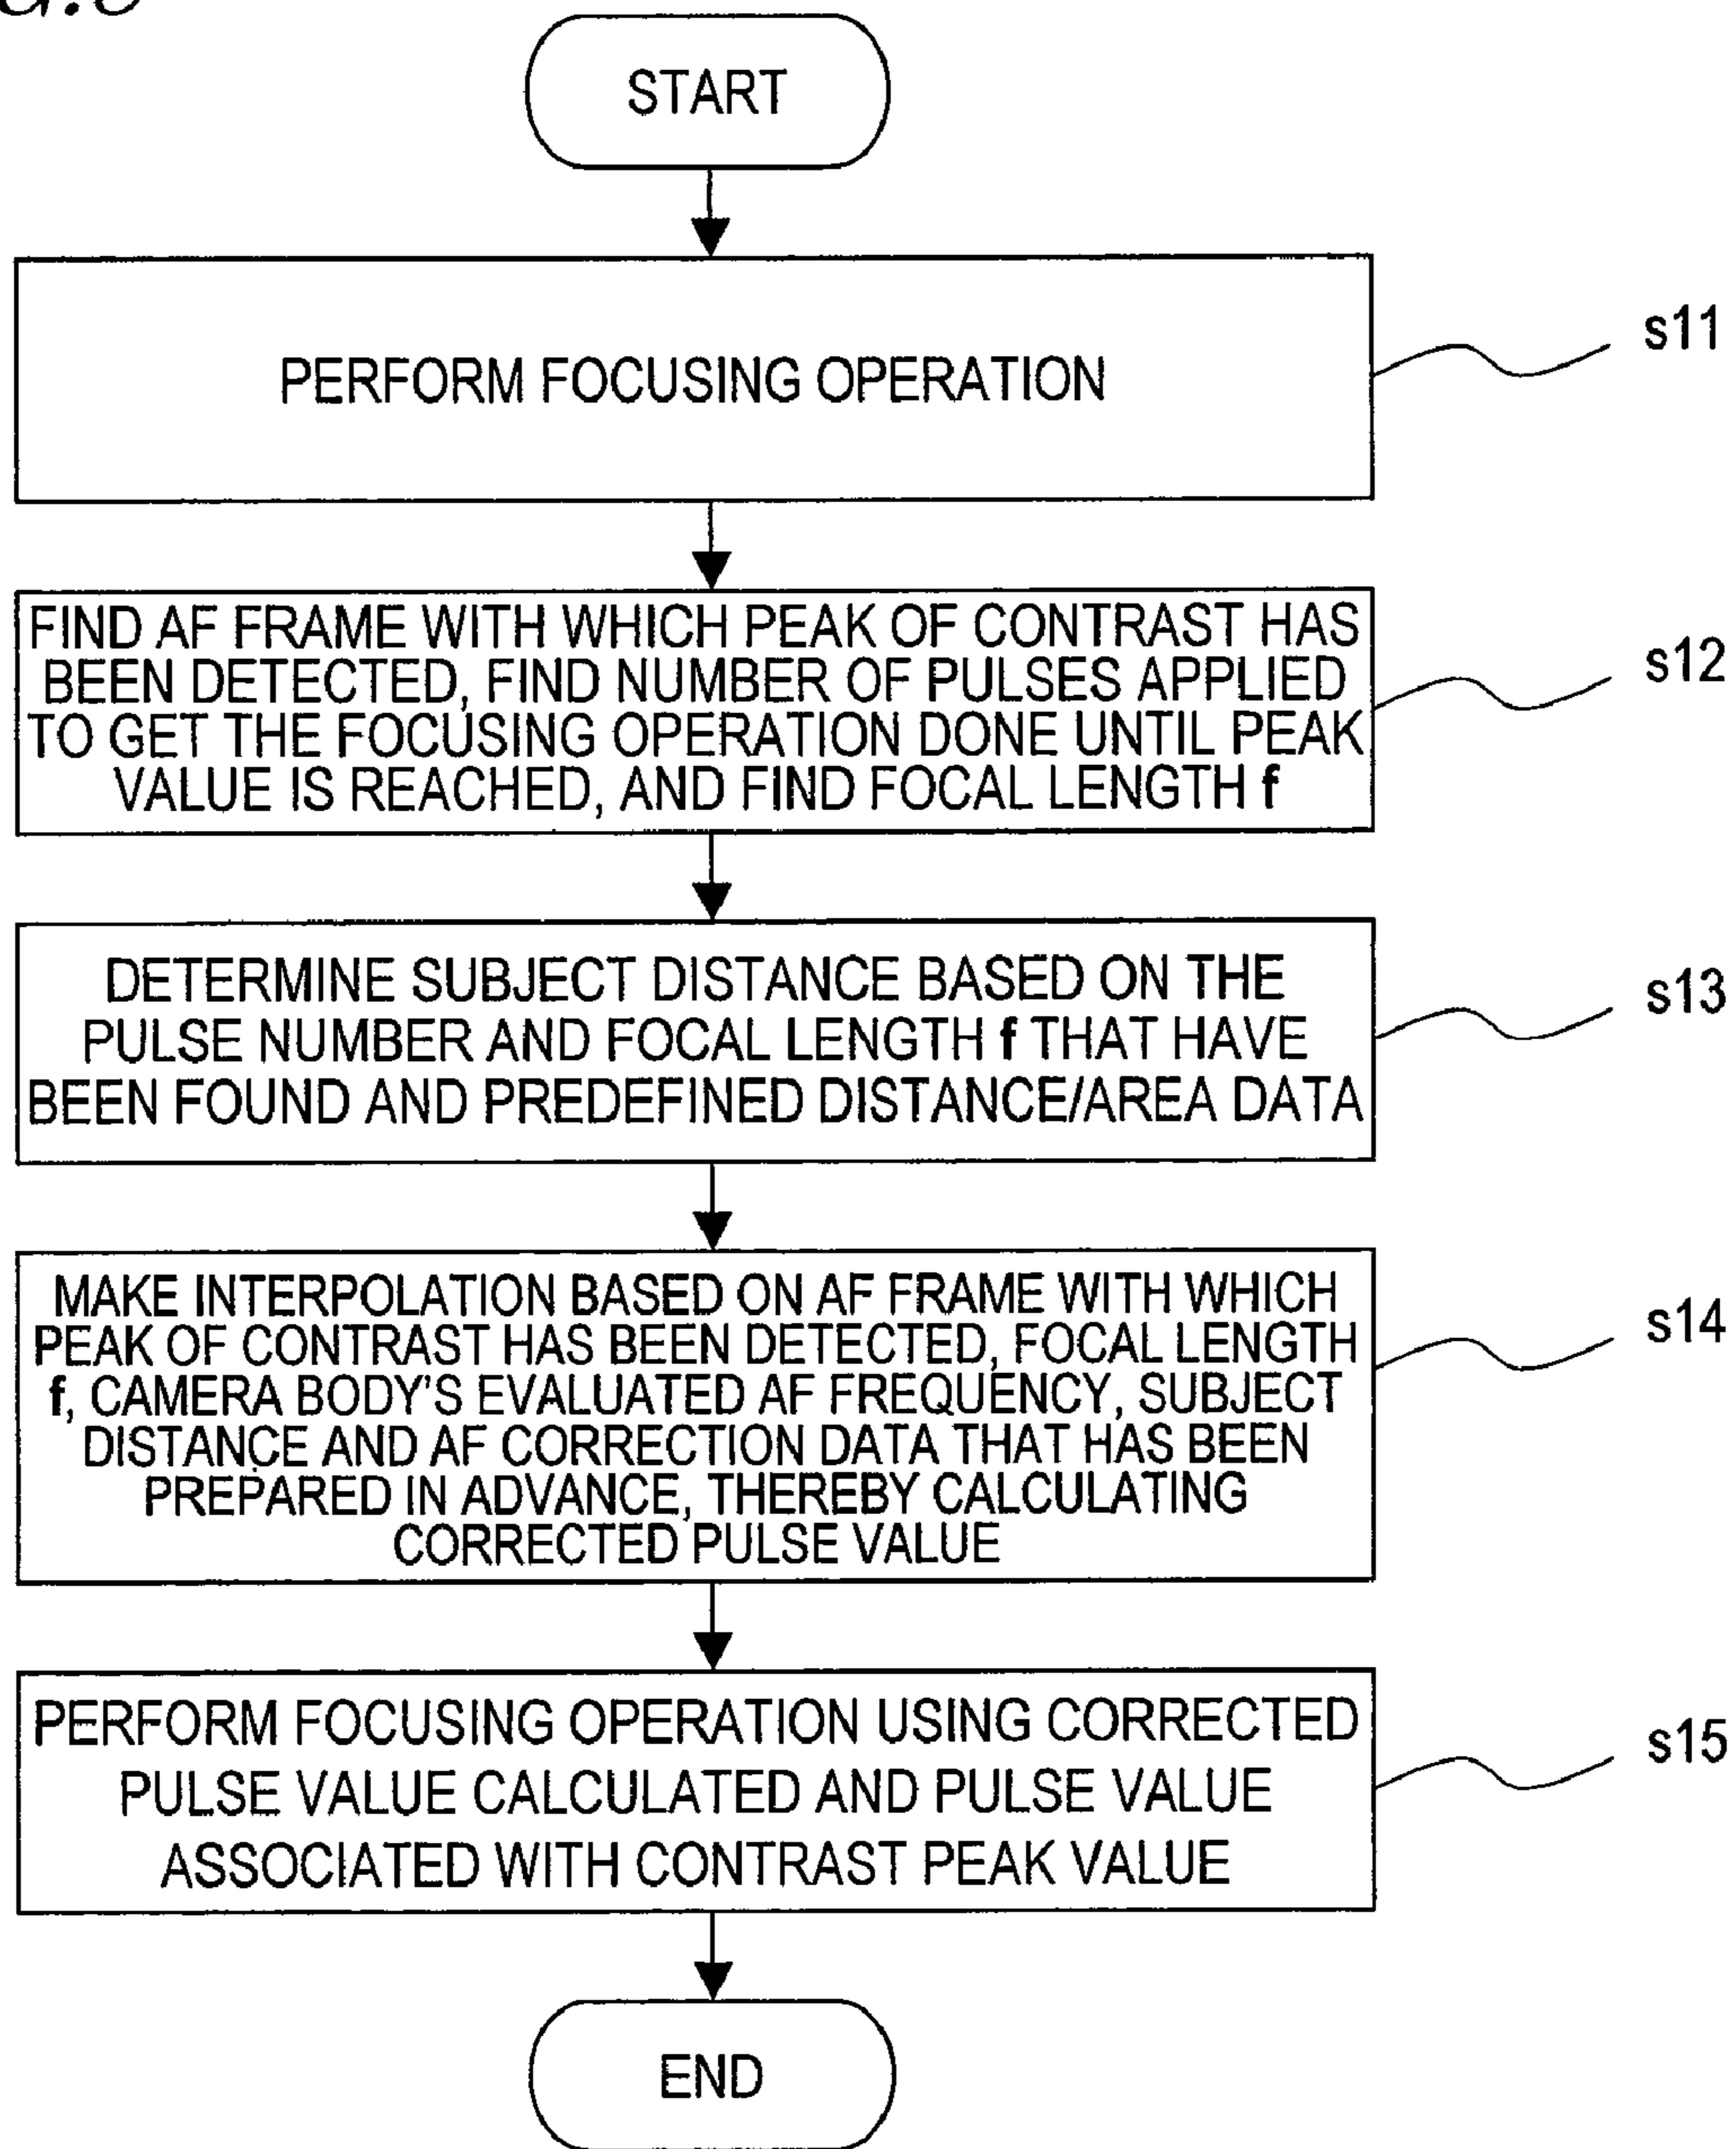 START
PERFORM FOCUSING OPERATION
s11
FIND AF FRAME WITH WHICH PEAK OF CONTRAST HAS
BEEN DETECTED, FIND NUMBER OF PULSES APPLIED
TO GET THE FOCUSING OPERATION DONE UNTIL PEAK
VALUE IS REACHED, AND FIND FOCAL LENGTH f
s12
DETERMINE SUBJECT DISTANCE BASED ON THE
PULSE NUMBER AND FOCAL LENGTH f THAT HAVE
BEEN FOUND AND PREDEFINED DISTANCE/AREA DATA
s13
MAKE INTERPOLATION BASED ON AF FRAME WITH WHICH
PEAK OF CONTRAST HAS BEEN DETECTED, FOCAL LENGTH
f, CAMERA BODY'S EVALUATED AF FREQUENCY, SUBJECT
DISTANCE AND AF CORRECTION DATA THAT HAS BEEN
PREPARED IN ADVANCE, THEREBY CALCULATING
CORRECTED PULSE VALUE
s14
PERFORM FOCUSING OPERATION USING CORRECTED
PULSE VALUE CALCULATED AND PULSE VALUE
ASSOCIATED WITH CONTRAST PEAK VALUE
s15
END